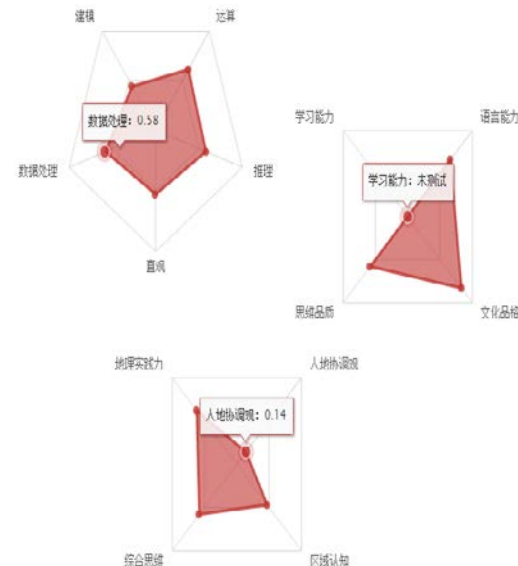 建模
运算
数据处理：0.58
数据处理
推理
直观
学习能力
语言能力
学习能力：未测试
思维品质
文化品格
地理实践力
人地协调观
人地协调观：0.14
综合思维
区域认知